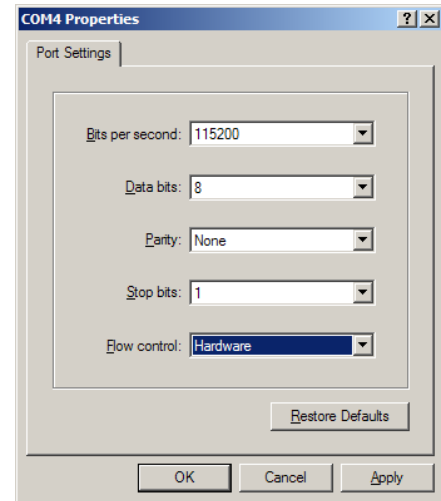 COM4 Properties
Port Settings
Bits per second: 115200
Data bits: 8
Parity: None
Stop bits: 1
Flow control: Hardware
Restore Defaults
OK Cancel Apply